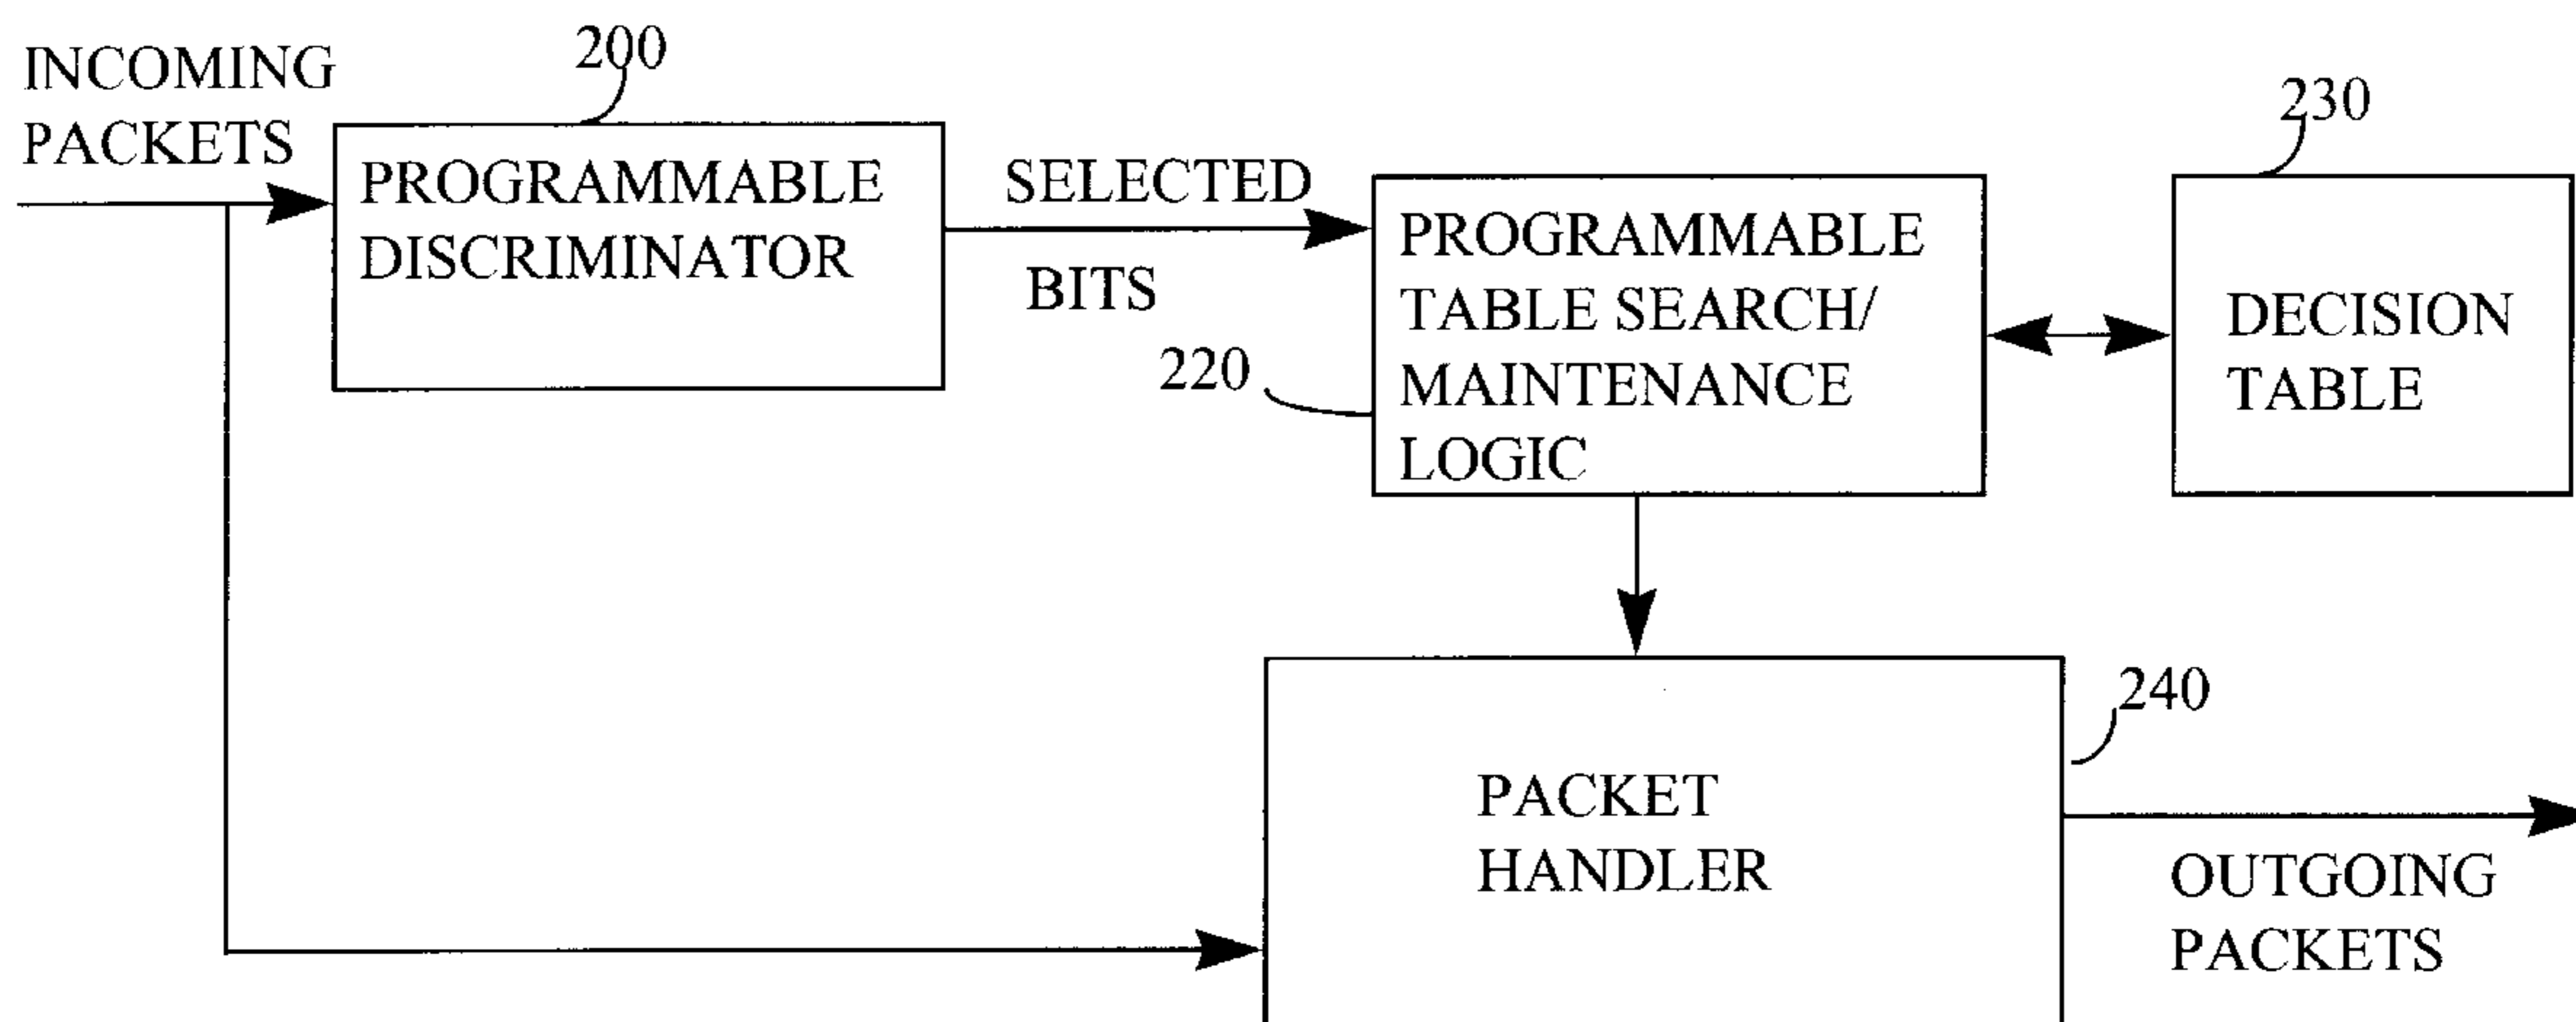 INCOMING
PACKETS
200
PROGRAMMABLE
DISCRIMINATOR
SELECTED
BITS
220
PROGRAMMABLE
TABLE SEARCH/
MAINTENANCE
LOGIC
230
DECISION
TABLE
240
PACKET
HANDLER
OUTGOING
PACKETS